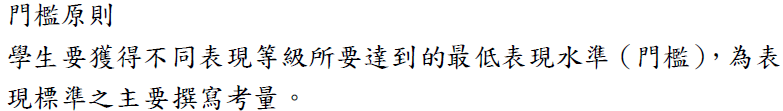 門檻原則
學生要獲得不同表現等級所要達到的最低表現水準（門檻），為表
現標準之主要撰寫考量。